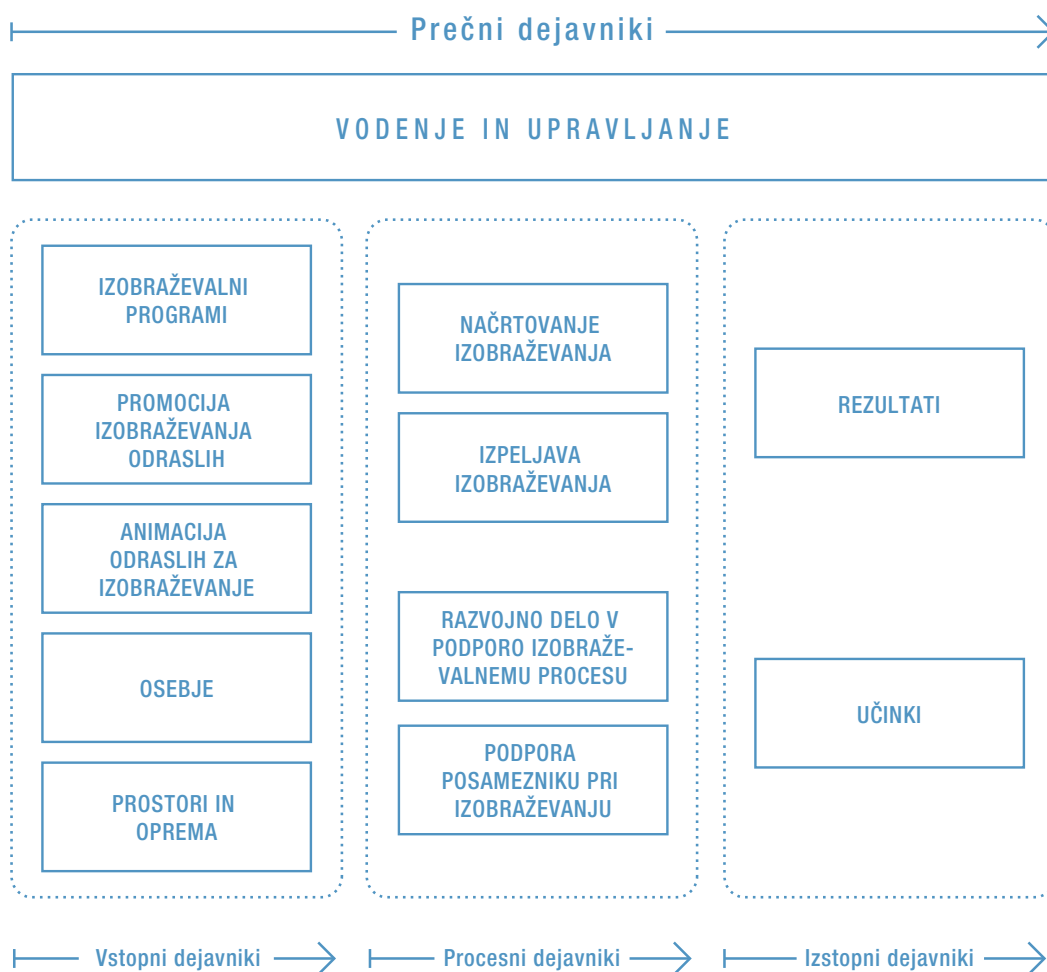 Prečni dejavniki
VODENJE IN UPRAVLJANJE
IZOBRAŽEVALNI
PROGRAMI
PROMOCIJA
IZOBRAŽEVANJA
ODRASLIH
ANIMACIJA
ODRASLIH ZA
IZOBRAŽEVANJE
OSEBJE
PROSTORI IN
OPREMA
NAČRTOVANJE
IZOBRAŽEVANJA
IZPELJAVA
IZOBRAŽEVANJA
RAZVOJNO DELO V
PODPORO IZOBRAŽE-
VALNEMU PROCESU
PODPORA
POSAMEZNIKU PRI
IZOBRAŽEVANJU
REZULTATI
UČINKI
Vstopni dejavniki
Procesni dejavniki
Izstopni dejavniki